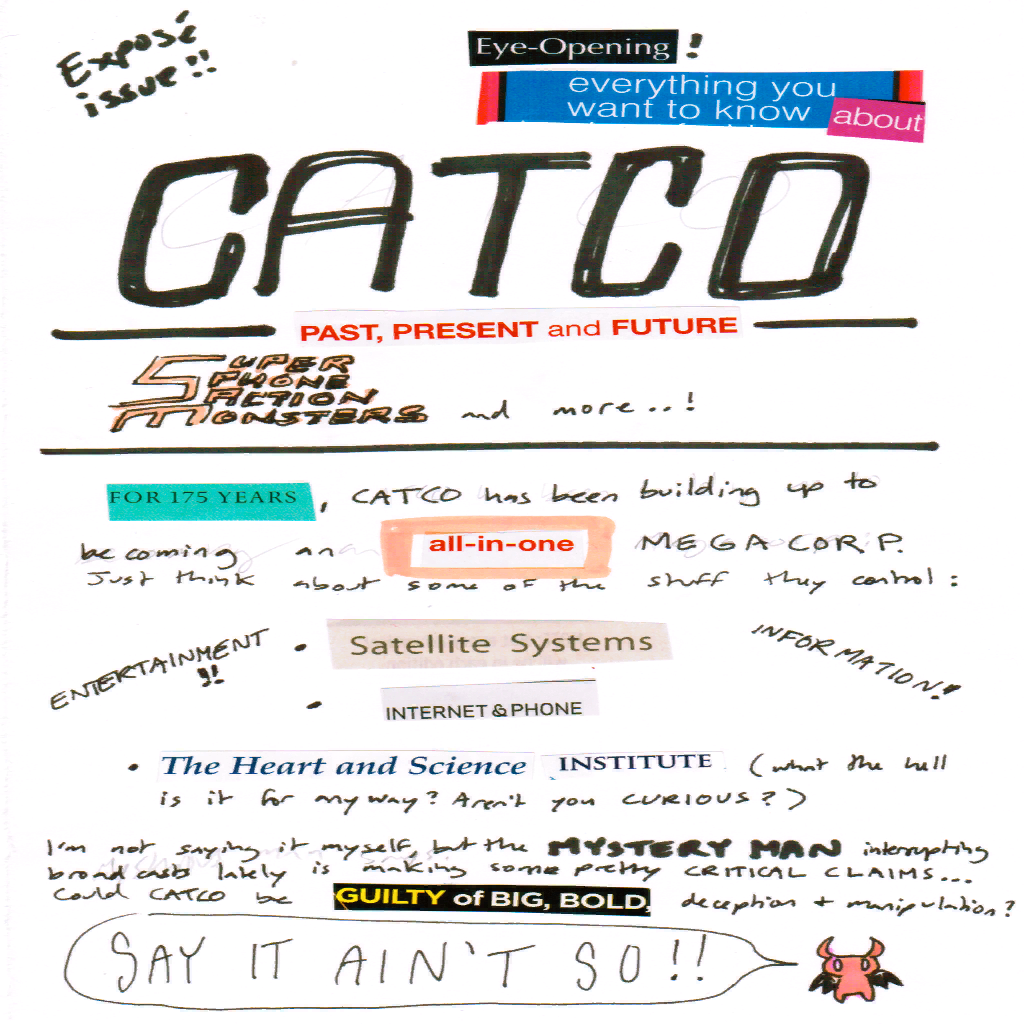 Exposé
issue!!
Eye-Opening!
everything you
want to know about
CATCO
PAST, PRESENT and FUTURE
SUPER
PHONE
ACTION
MONSTERS and more..!
FOR 175 YEARS, CATCO has been building up to
becoming an all-in-one MEGACORP.
Just think about some of the stuff they control:
ENTERTAINMENT
!!
• Satellite Systems
INFORMATION!
• INTERNET & PHONE
• The Heart and Science INSTITUTE (what the hell
is it for anyway? Aren't you CURIOUS?)
I'm not saying it myself, but the MYSTERY MAN interrupting
broadcasts lately is making some pretty CRITICAL CLAIMS...
Could CATCO be GUILTY of BIG, BOLD, deception + manipulation?
SAY IT AIN'T SO!!